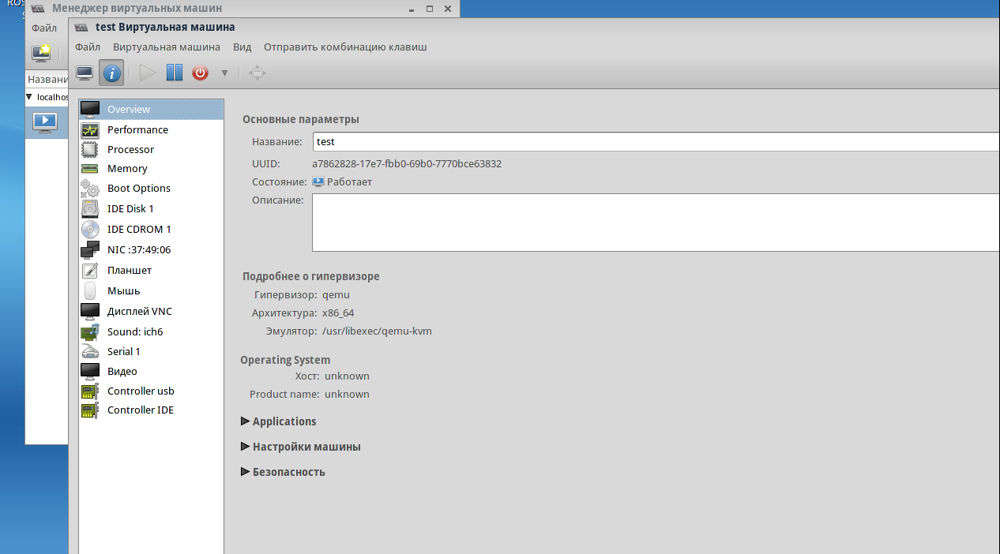 Менеджер виртуальных машин
Файл
test Виртуальная машина
Файл Виртуальная машина Вид Отправить комбинацию клавиш
Overview
Performance
Processor
Memory
Boot Options
IDE Disk 1
IDE CDROM 1
NIC :37:49:06
Планшет
Мышь
Дисплей VNC
Sound: ich6
Serial 1
Видео
Controller usb
Controller IDE
Основные параметры
Название: test
UUID: a7862828-17e7-fbb0-69b0-7770bce63832
Состояние: Работает
Описание:
Подробнее о гипервизоре
Гипервизор: qemu
Архитектура: x86_64
Эмулятор: /usr/libexec/qemu-kvm
Operating System
Хост: unknown
Product name: unknown
Applications
Настройки машины
Безопасность